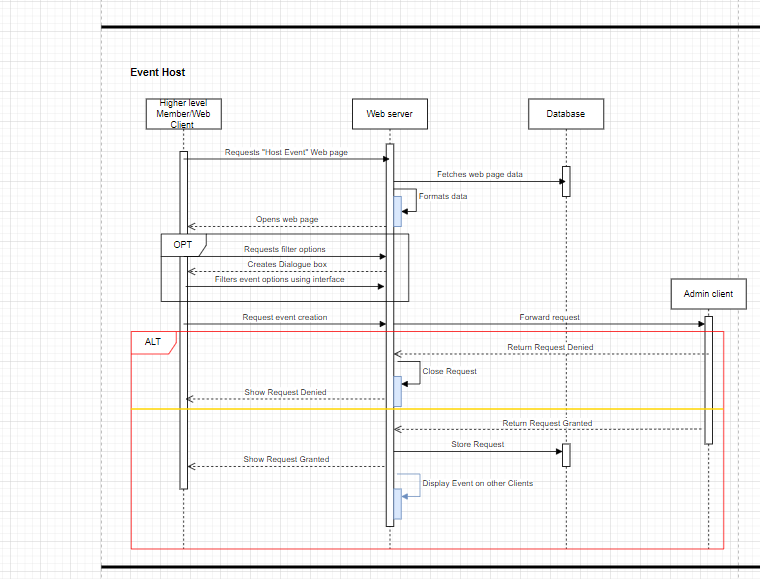 Event Host
Higher level
Member/Web
Client
Web server
Database
Requests "Host Event" Web page
Fetches web page data
Formats data
Opens web page
OPT
Requests filter options
Creates Dialogue box
Filters event options using interface
Admin client
Request event creation
Forward request
ALT
Return Request Denied
Close Request
Show Request Denied
Return Request Granted
Store Request
Show Request Granted
Display Event on other Clients